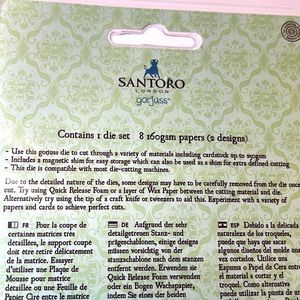 SANTORO
LONDON
gorjuss™
Contains 1 die set 8 160gsm papers (2 designs)
- Use this gorjuss die to cut through a variety of materials including cardstock up to 290gsm
- Includes a magnetic shim for easy storage which can also be used as a shim for extra defined cutting
- This die is compatible with most die-cutting machines.
Due to the detailed nature of the dies, some designs may have to be carefully removed from the die once
cut. Try using Quick Release Foam or a layer of Wax Paper between the cutting material and die.
Alternatively try using the tip of a craft knife or tweezers to aid this. Experiment with a variety of
papers and cards to achieve perfect cuts.
FR Pour la coupe de
certaines matrices tres
detaillees, le support coupé
doit etre retire délicatement
de la matrice. Essayer
d'utiliser une plaque de
Mousse pour matrice
détaillée ou une Feuille de
Papier Ciré entre le matrice
DE Aufgrund der sehr
detailgetreuen Stanz- und
prägeschablonen, einige designs
müssen vorsichtig von der
stanzschablone nach dem stanzen
entfernt werden. Erwenden sie
Quick Release Foam verwenden
oder ein Bogen Wachspapier,
indem Sie eines der beiden
ESP Debido a la delicada
naturaleza de los troqueles,
puede que haya que sacar
algunos diseños del molde una
vez cortados. Utilice una
Espuma o Papel de Cera entre
el material a cortar y el
troquel. Como alternativa
puede utilizar la punta de